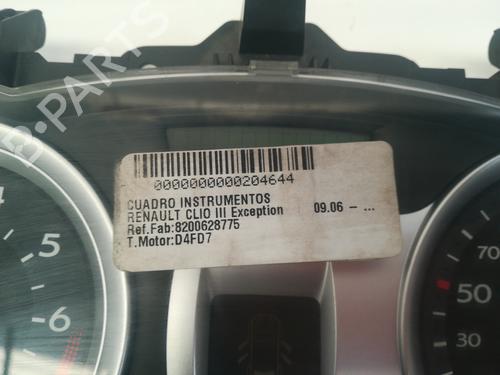 B-PARTS
0000000000204644
CUADRO INSTRUMENTOS
RENAULT CLIO III Exception 09.06 - ...
Ref.Fab:8200628775
T.Motor:D4FD7
4
5
6
70
50
30